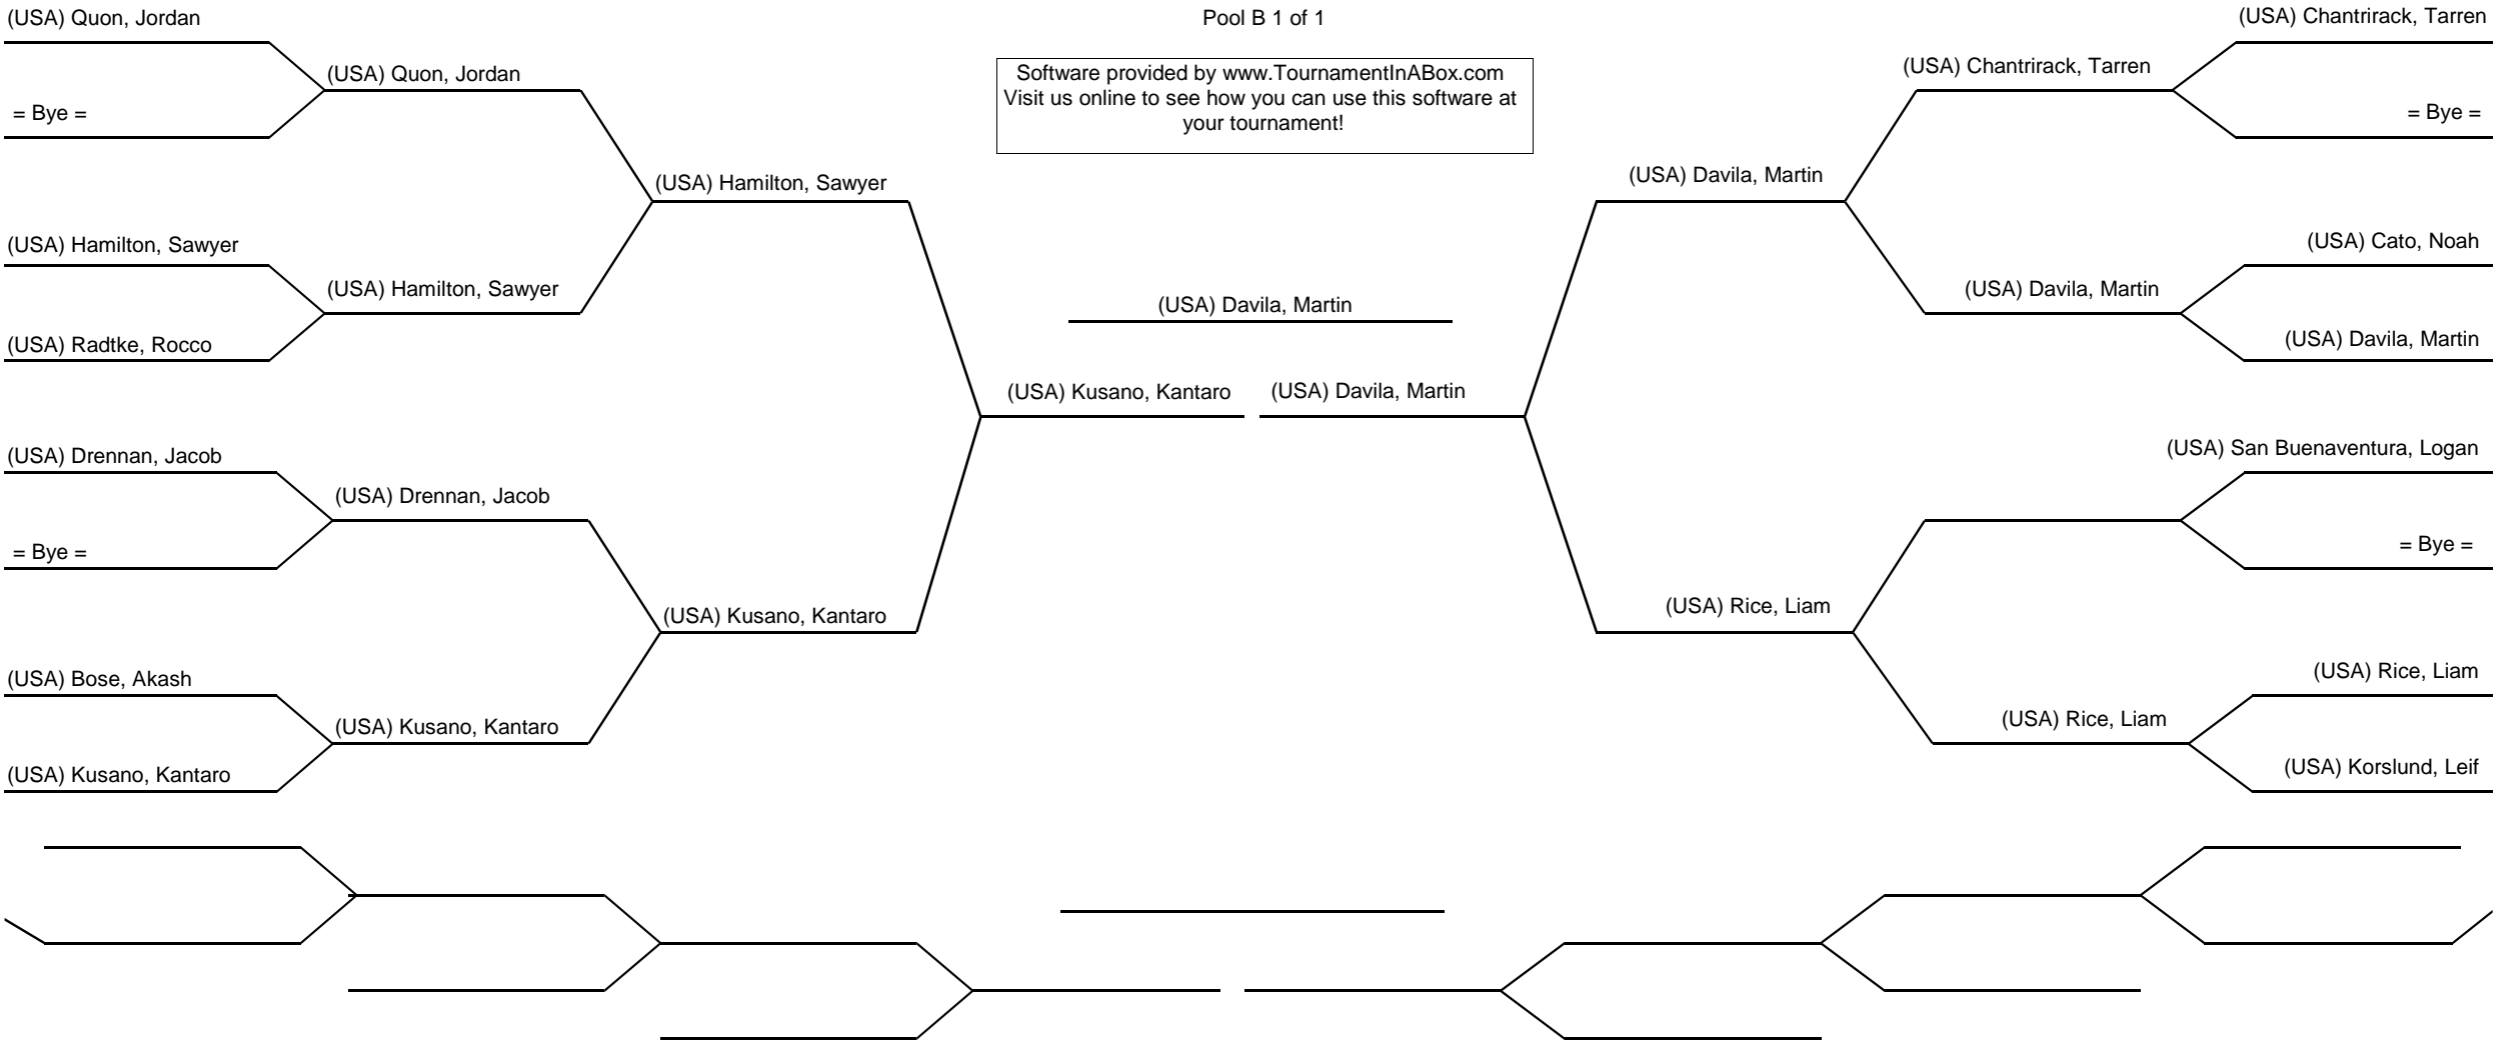 Pool B 1 of 1
Software provided by www.TournamentInABox.com
Visit us online to see how you can use this software at
your tournament!
(USA) Quon, Jordan
= Bye =
(USA) Hamilton, Sawyer
(USA) Radtke, Rocco
(USA) Drennan, Jacob
= Bye =
(USA) Bose, Akash
(USA) Kusano, Kantaro
(USA) Quon, Jordan
(USA) Hamilton, Sawyer
(USA) Drennan, Jacob
(USA) Kusano, Kantaro
(USA) Hamilton, Sawyer
(USA) Kusano, Kantaro
(USA) Davila, Martin
(USA) Kusano, Kantaro
(USA) Davila, Martin
(USA) Davila, Martin
(USA) Rice, Liam
(USA) Chantrirack, Tarren
(USA) Davila, Martin
(USA) Rice, Liam
(USA) Chantrirack, Tarren
= Bye =
(USA) Cato, Noah
(USA) Davila, Martin
(USA) San Buenaventura, Logan
= Bye =
(USA) Rice, Liam
(USA) Korslund, Leif